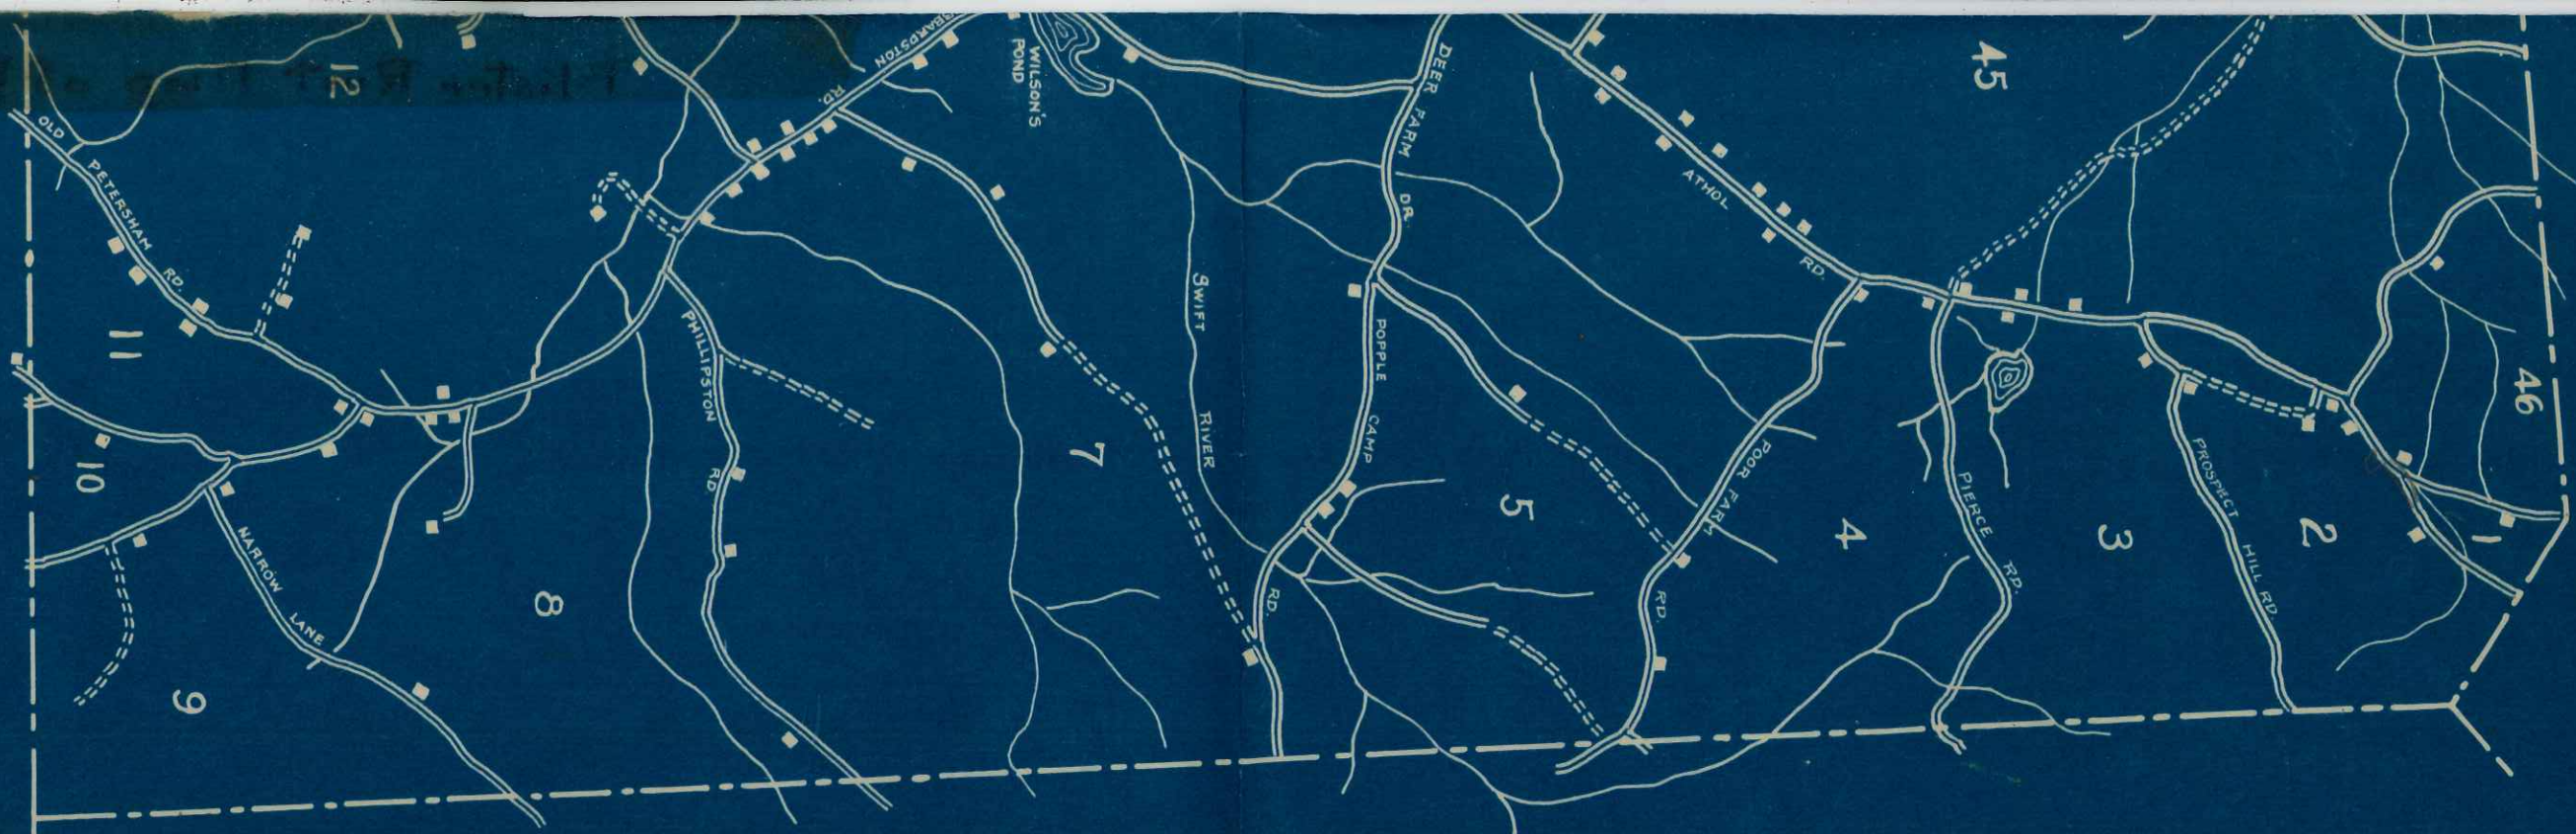 12
45
WILSON'S
POND
DEER FARM DR.
OLD PETERSHAM RD.
RD.
ATHOL RD.
SWIFT RIVER
PHILLIPSTON RD
POPPLE CAMP RD.
11
10
9
8
7
5
4
3
2
1
46
NARROW LANE
POOR FARM RD.
PIERCE RD.
PROSPECT HILL RD.